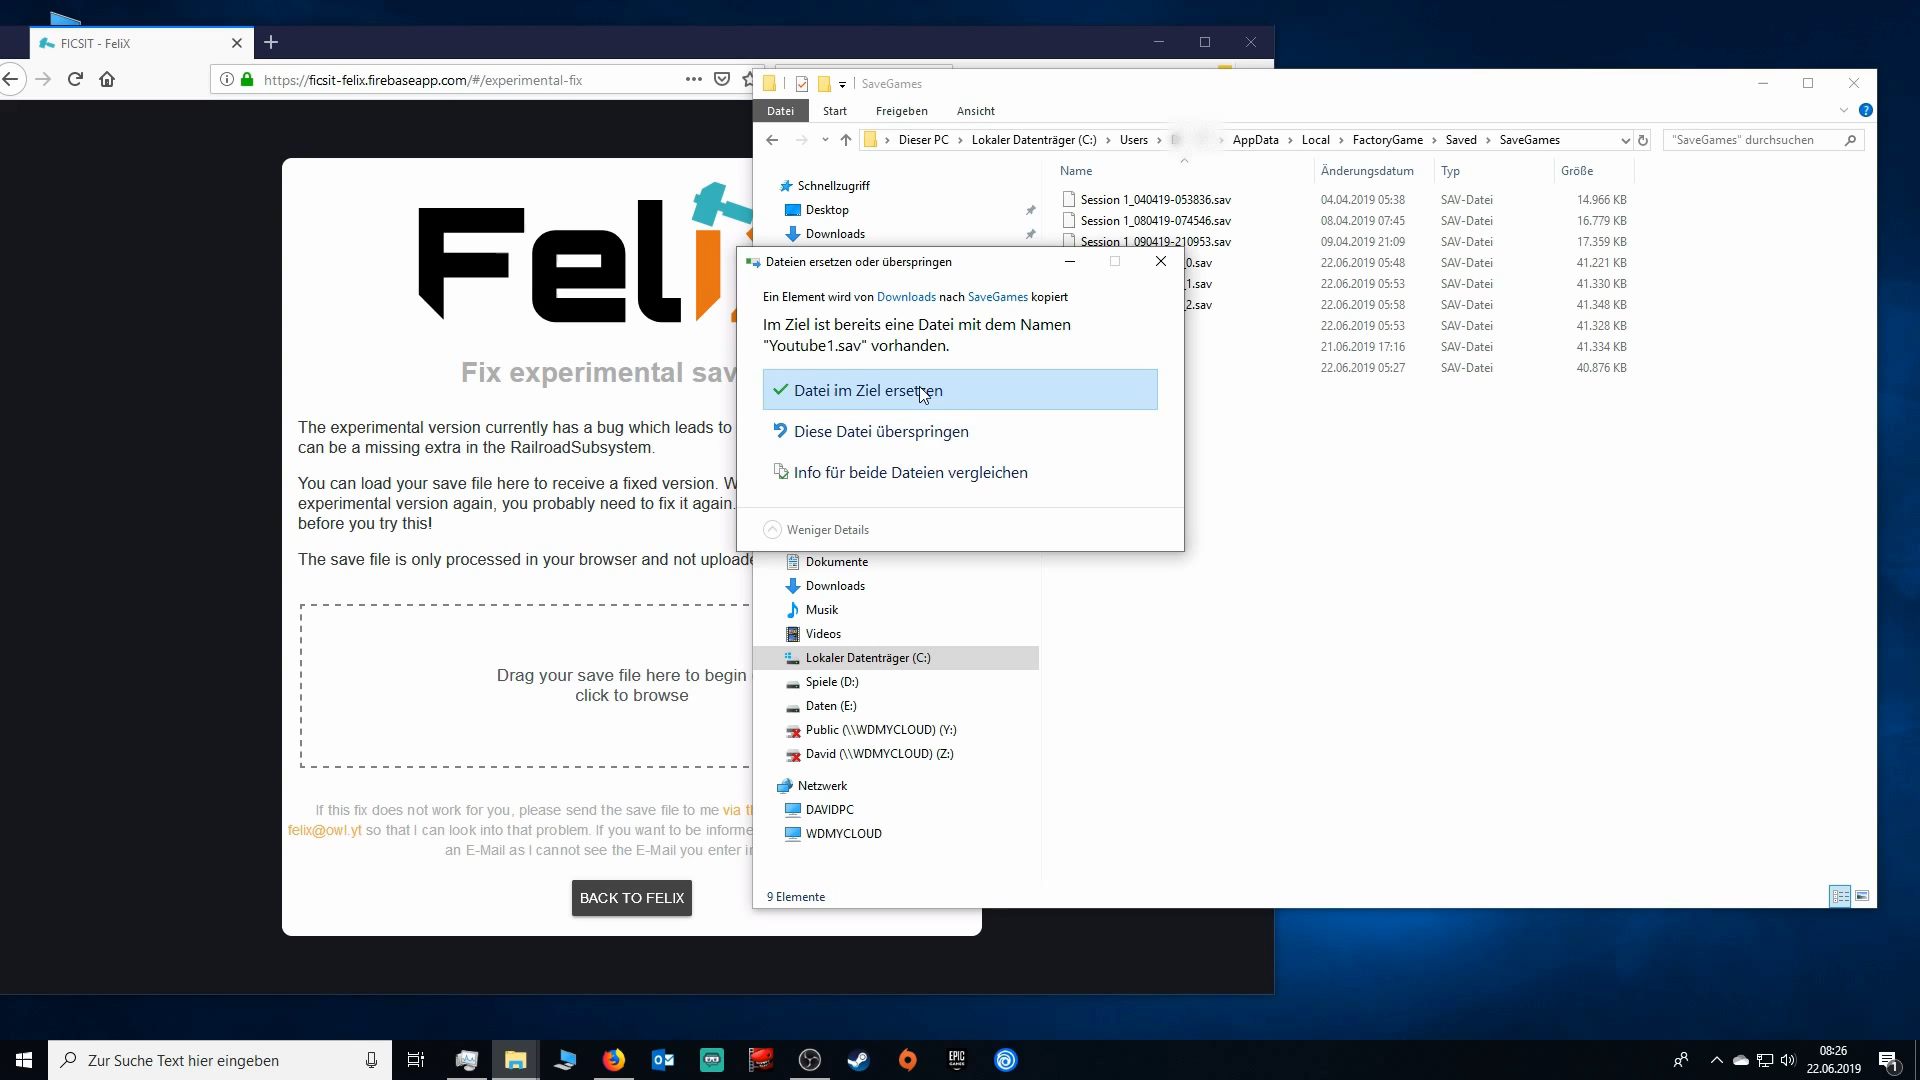 FICSIT - FeliX
https://ficsit-felix.firebaseapp.com/#/experimental-fix
Feli
Fix experimental sav
The experimental version currently has a bug which leads to
can be a missing extra in the RailroadSubsystem.
You can load your save file here to receive a fixed version. W
experimental version again, you probably need to fix it again.
before you try this!
The save file is only processed in your browser and not uploade
Drag your save file here to begin
click to browse
If this fix does not work for you, please send the save file to me via t
felix@owl.yt so that I can look into that problem. If you want to be informe
an E-Mail as I cannot see the E-Mail you enter i
BACK TO FELIX
SaveGames
Datei Start Freigeben Ansicht
Dieser PC Lokaler Datenträger (C:) Users AppData Local FactoryGame Saved SaveGames
"SaveGames" durchsuchen
Name Änderungsdatum Typ Größe
Schnellzugriff
Desktop
Downloads
Session 1_040419-053836.sav 04.04.2019 05:38 SAV-Datei 14.966 KB
Session 1_080419-074546.sav 08.04.2019 07:45 SAV-Datei 16.779 KB
Session 1_090419-210953.sav 09.04.2019 21:09 SAV-Datei 17.359 KB
_0.sav 22.06.2019 05:48 SAV-Datei 41.221 KB
_1.sav 22.06.2019 05:53 SAV-Datei 41.330 KB
_2.sav 22.06.2019 05:58 SAV-Datei 41.348 KB
22.06.2019 05:53 SAV-Datei 41.328 KB
21.06.2019 17:16 SAV-Datei 41.334 KB
22.06.2019 05:27 SAV-Datei 40.876 KB
Dateien ersetzen oder überspringen
Ein Element wird von Downloads nach SaveGames kopiert
Im Ziel ist bereits eine Datei mit dem Namen
"Youtube1.sav" vorhanden.
Datei im Ziel ersetzen
Diese Datei überspringen
Info für beide Dateien vergleichen
Weniger Details
Dokumente
Downloads
Musik
Videos
Lokaler Datenträger (C:)
Spiele (D:)
Daten (E:)
Public (\\WDMYCLOUD) (Y:)
David (\\WDMYCLOUD) (Z:)
Netzwerk
DAVIDPC
WDMYCLOUD
9 Elemente
Zur Suche Text hier eingeben
EPIC
GAMES
08:26
22.06.2019
1